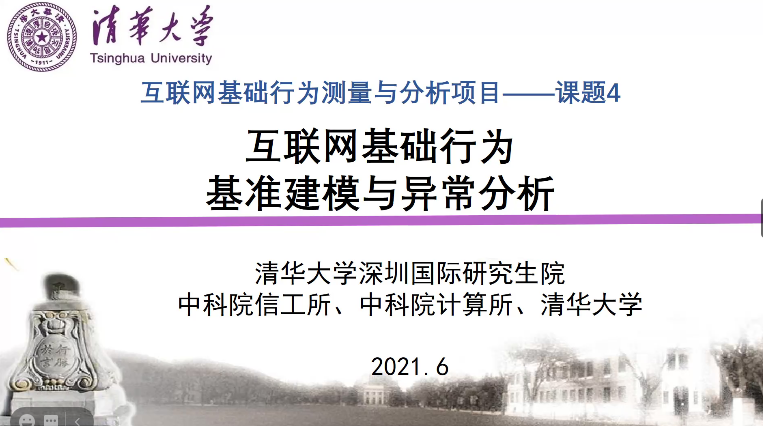 清华大学
Tsinghua University
互联网基础行为测量与分析项目——课题4
互联网基础行为
基准建模与异常分析
清华大学深圳国际研究生院
中科院信工所、中科院计算所、清华大学
2021.6